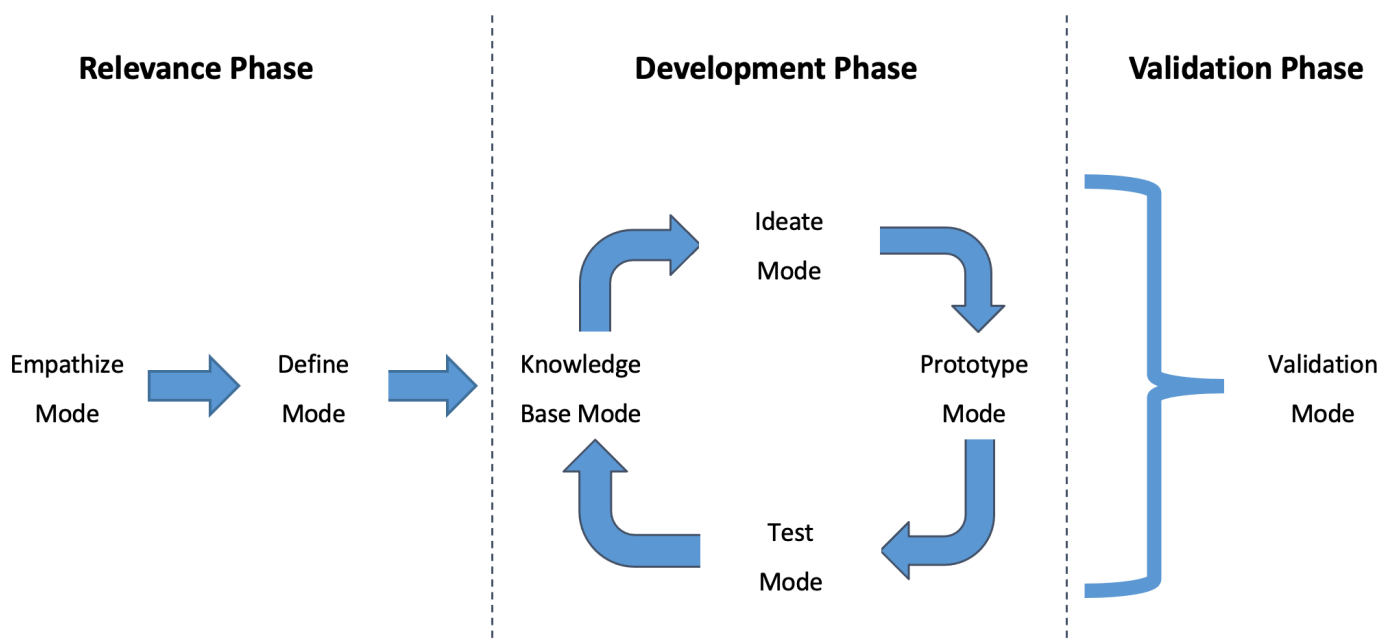 Relevance Phase
Development Phase
Validation Phase
Empathize
Mode
Define
Mode
Knowledge
Base Mode
Ideate
Mode
Prototype
Mode
Test
Mode
Validation
Mode